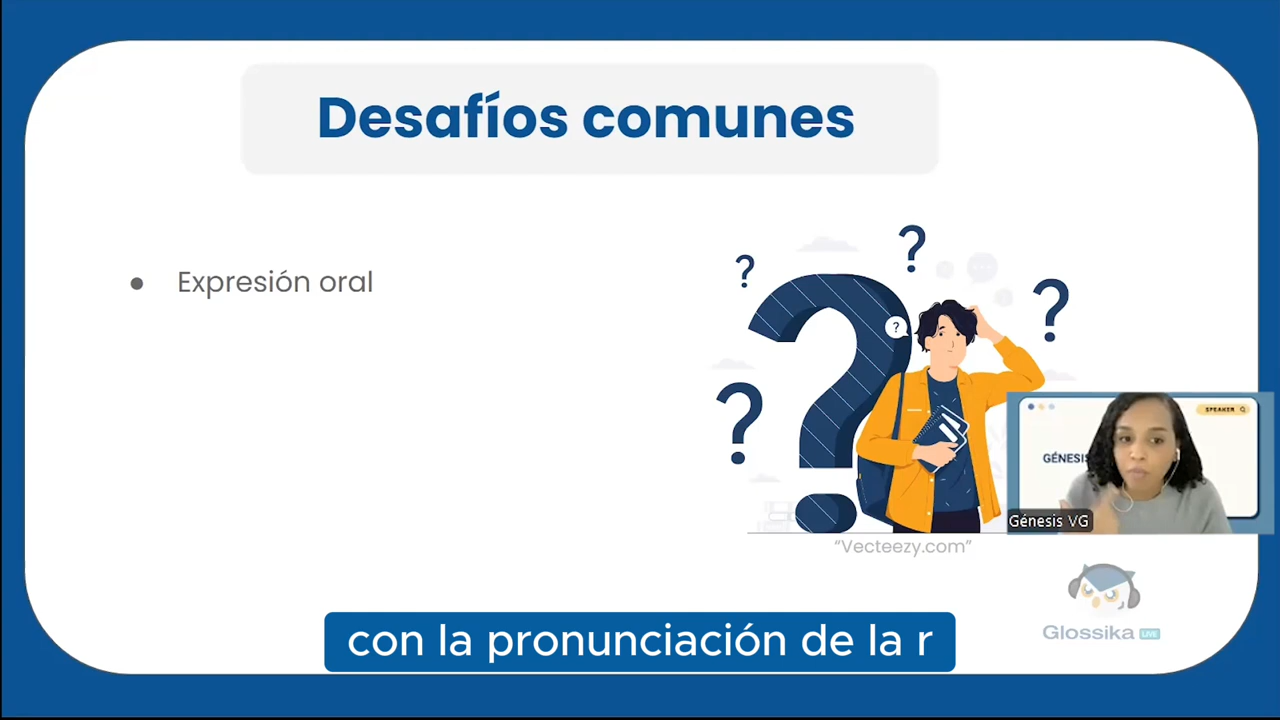 Desafíos comunes
● Expresión oral
?
?
?
?
?
SPEAKER
GÉNESIS
Génesis VG
“Vecteezy.com”
Glossika LIVE
con la pronunciación de la r